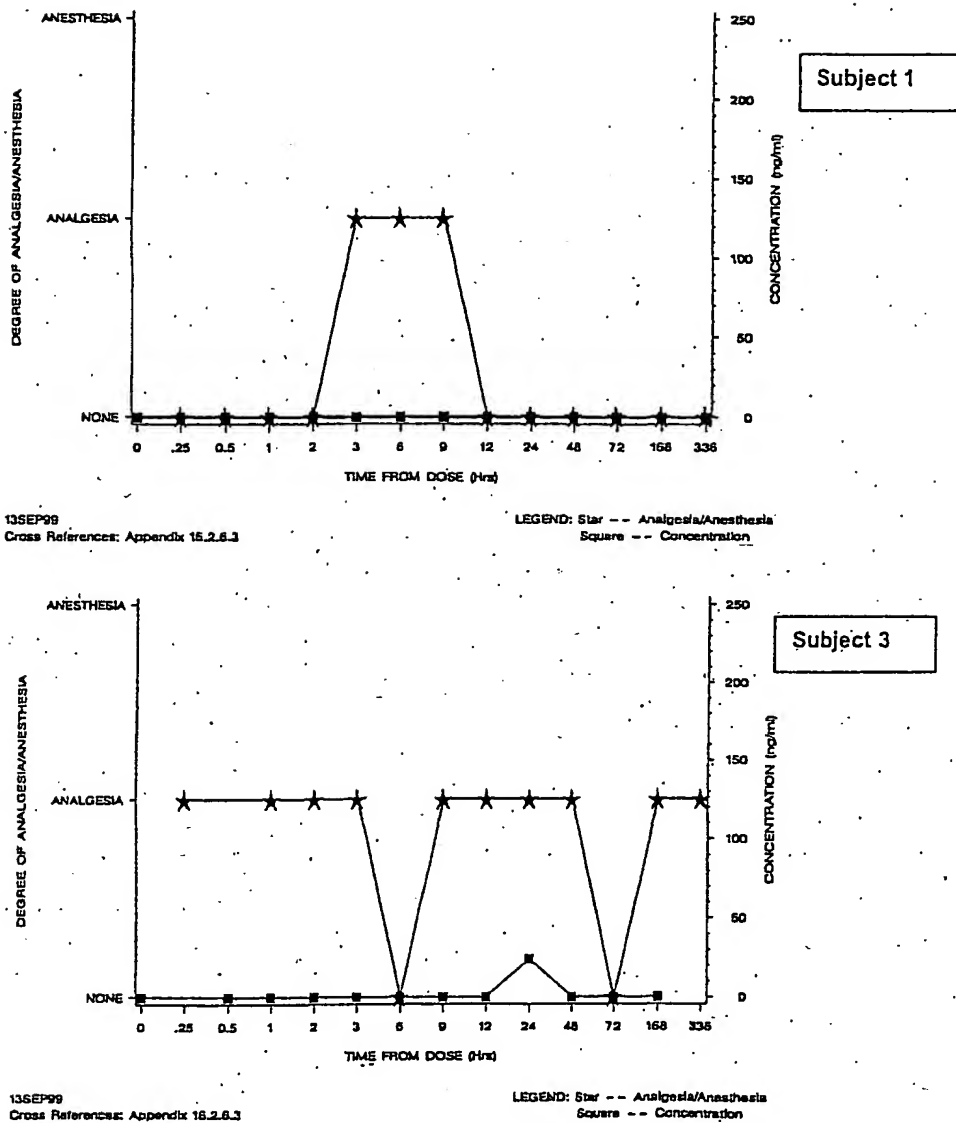 ANESTHESIA
ANALGESIA
NONE
DEGREE OF ANALGESIA/ANESTHESIA
250
200
150
100
50
0
CONCENTRATION (ng/ml)
Subject 1
0 .25 0.5 1 2 3 6 9 12 24 48 72 168 336
TIME FROM DOSE (Hrs)
13SEP99
Cross References: Appendix 16.2.6.3
LEGEND: Star -- Analgesia/Anesthesia
Square -- Concentration
ANESTHESIA
ANALGESIA
NONE
DEGREE OF ANALGESIA/ANESTHESIA
250
200
150
100
50
0
CONCENTRATION (ng/ml)
Subject 3
0 .25 0.5 1 2 3 6 9 12 24 48 72 168 336
TIME FROM DOSE (Hrs)
13SEP99
Cross References: Appendix 16.2.6.3
LEGEND: Star -- Analgesia/Anesthesia
Square -- Concentration